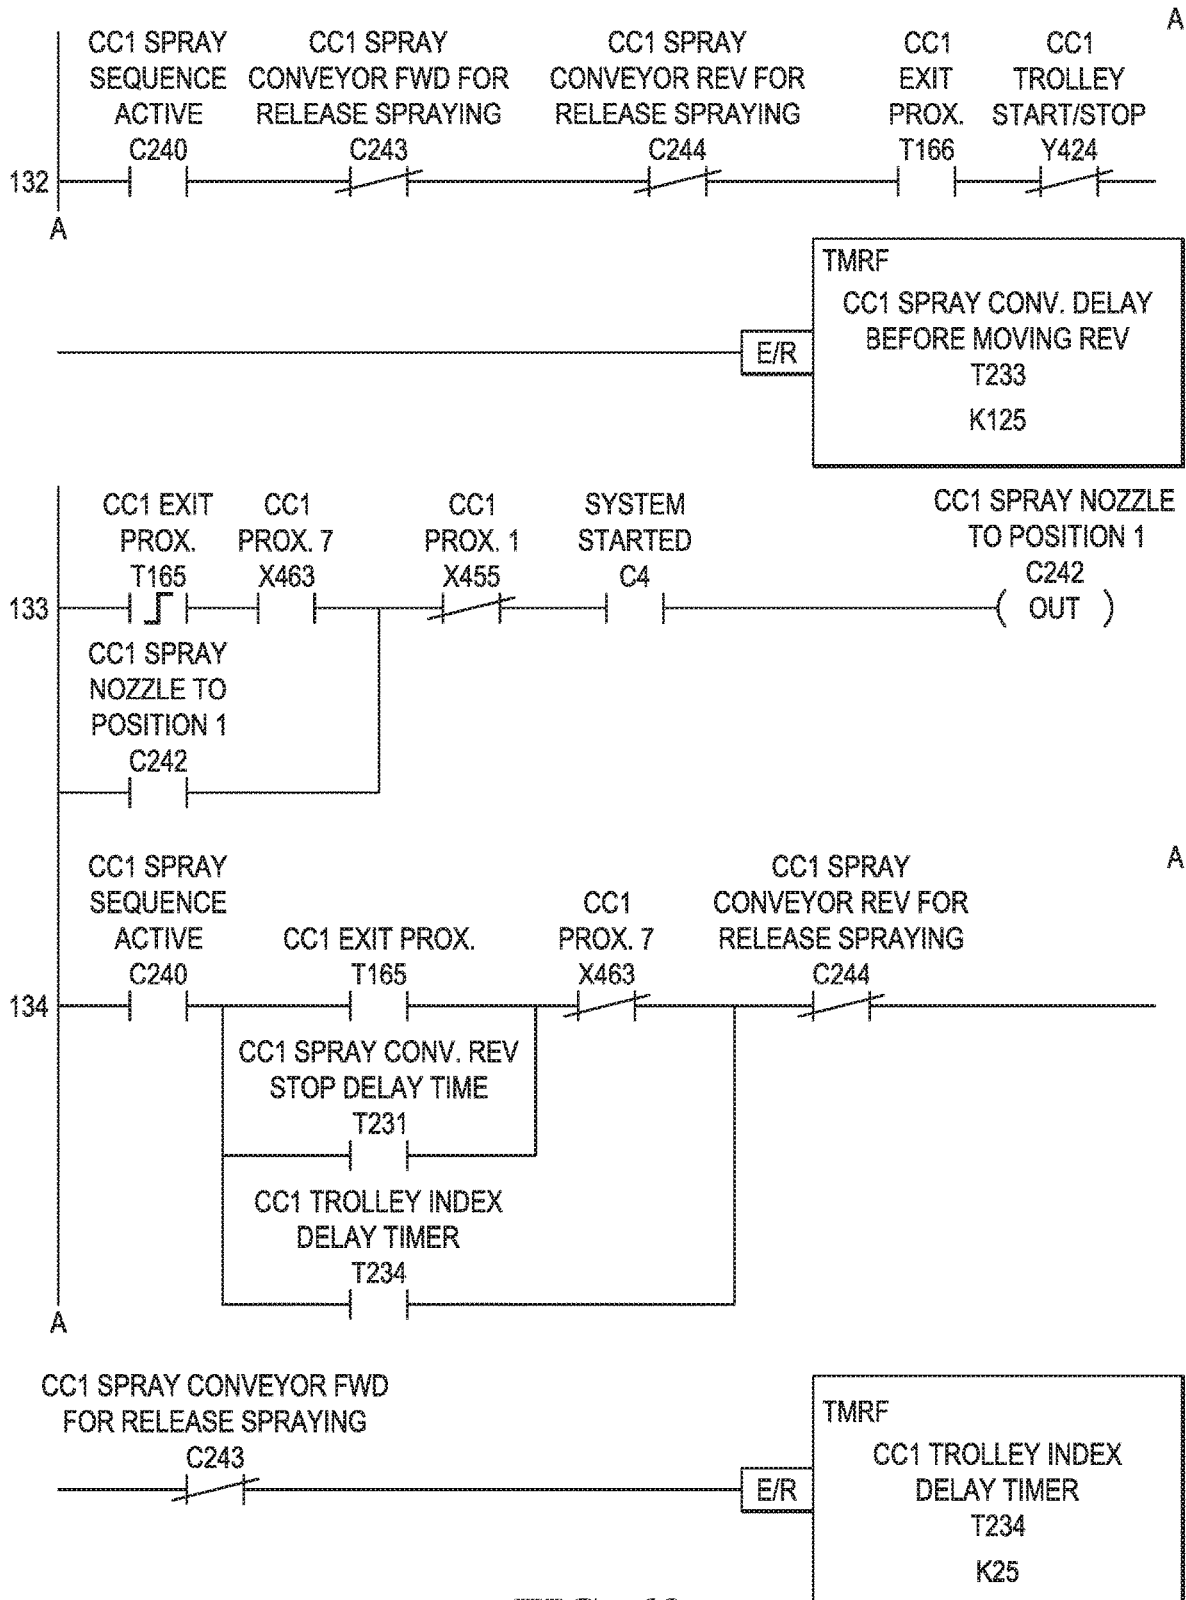 A
CC1 SPRAY SEQUENCE ACTIVE C240
CC1 SPRAY CONVEYOR FWD FOR RELEASE SPRAYING C243
CC1 SPRAY CONVEYOR REV FOR RELEASE SPRAYING C244
CC1 EXIT PROX. T166
CC1 TROLLEY START/STOP Y424
132
A
TMRF
CC1 SPRAY CONV. DELAY
BEFORE MOVING REV
T233
E/R
K125
CC1 EXIT PROX. T165
CC1 PROX. 7 X463
CC1 PROX. 1 X455
SYSTEM STARTED C4
CC1 SPRAY NOZZLE TO POSITION 1 C242
133
OUT
CC1 SPRAY
NOZZLE TO
POSITION 1
C242
A
CC1 SPRAY SEQUENCE ACTIVE C240
CC1 EXIT PROX. T165
CC1 PROX. 7 X463
CC1 SPRAY CONVEYOR REV FOR RELEASE SPRAYING C244
134
CC1 SPRAY CONV. REV
STOP DELAY TIME
T231
CC1 TROLLEY INDEX
DELAY TIMER
T234
A
CC1 SPRAY CONVEYOR FWD
FOR RELEASE SPRAYING
C243
TMRF
CC1 TROLLEY INDEX
DELAY TIMER
E/R
T234
K25